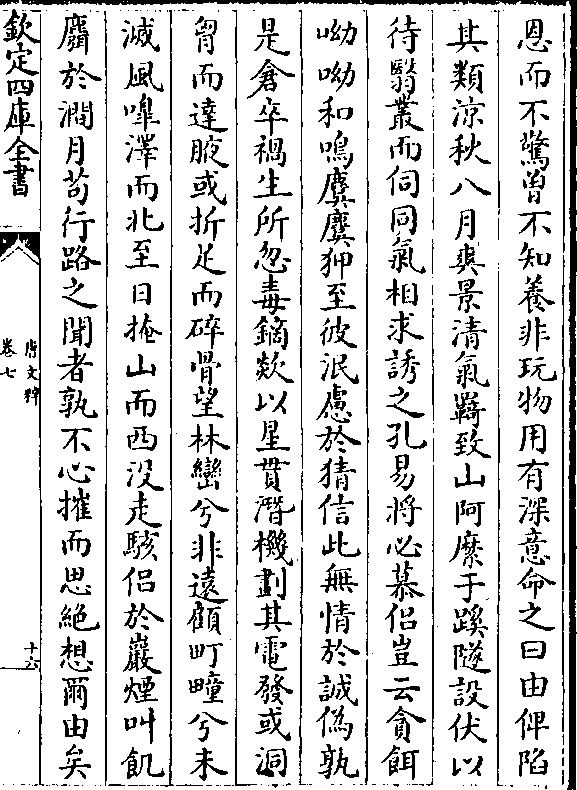 恩而不驚曽不知養非玩物用有深意命之曰由俾陷
其類凉秋八月爽景清氣羇致山阿縻于蹊隧設伏以
待翳叢而伺同氣相求誘之孔易將必慕侣豈云貪餌
呦呦和鳴麌麌狎至彼泯慮於猜信此無情於誠偽孰
是倉卒禍生所忽毒鏑欻以星貫潛機劃其電發或洞
胷而達腋或折足而碎骨望林巒兮非遠顧町疃兮未
滅風嘷澤而北至日掩山而西没走駭侣於巖煙叫飢
麛於澗月苟行路之聞者孰不心摧而思絶想爾由矣
欽定四庫全書
唐文粹
卷七
十六